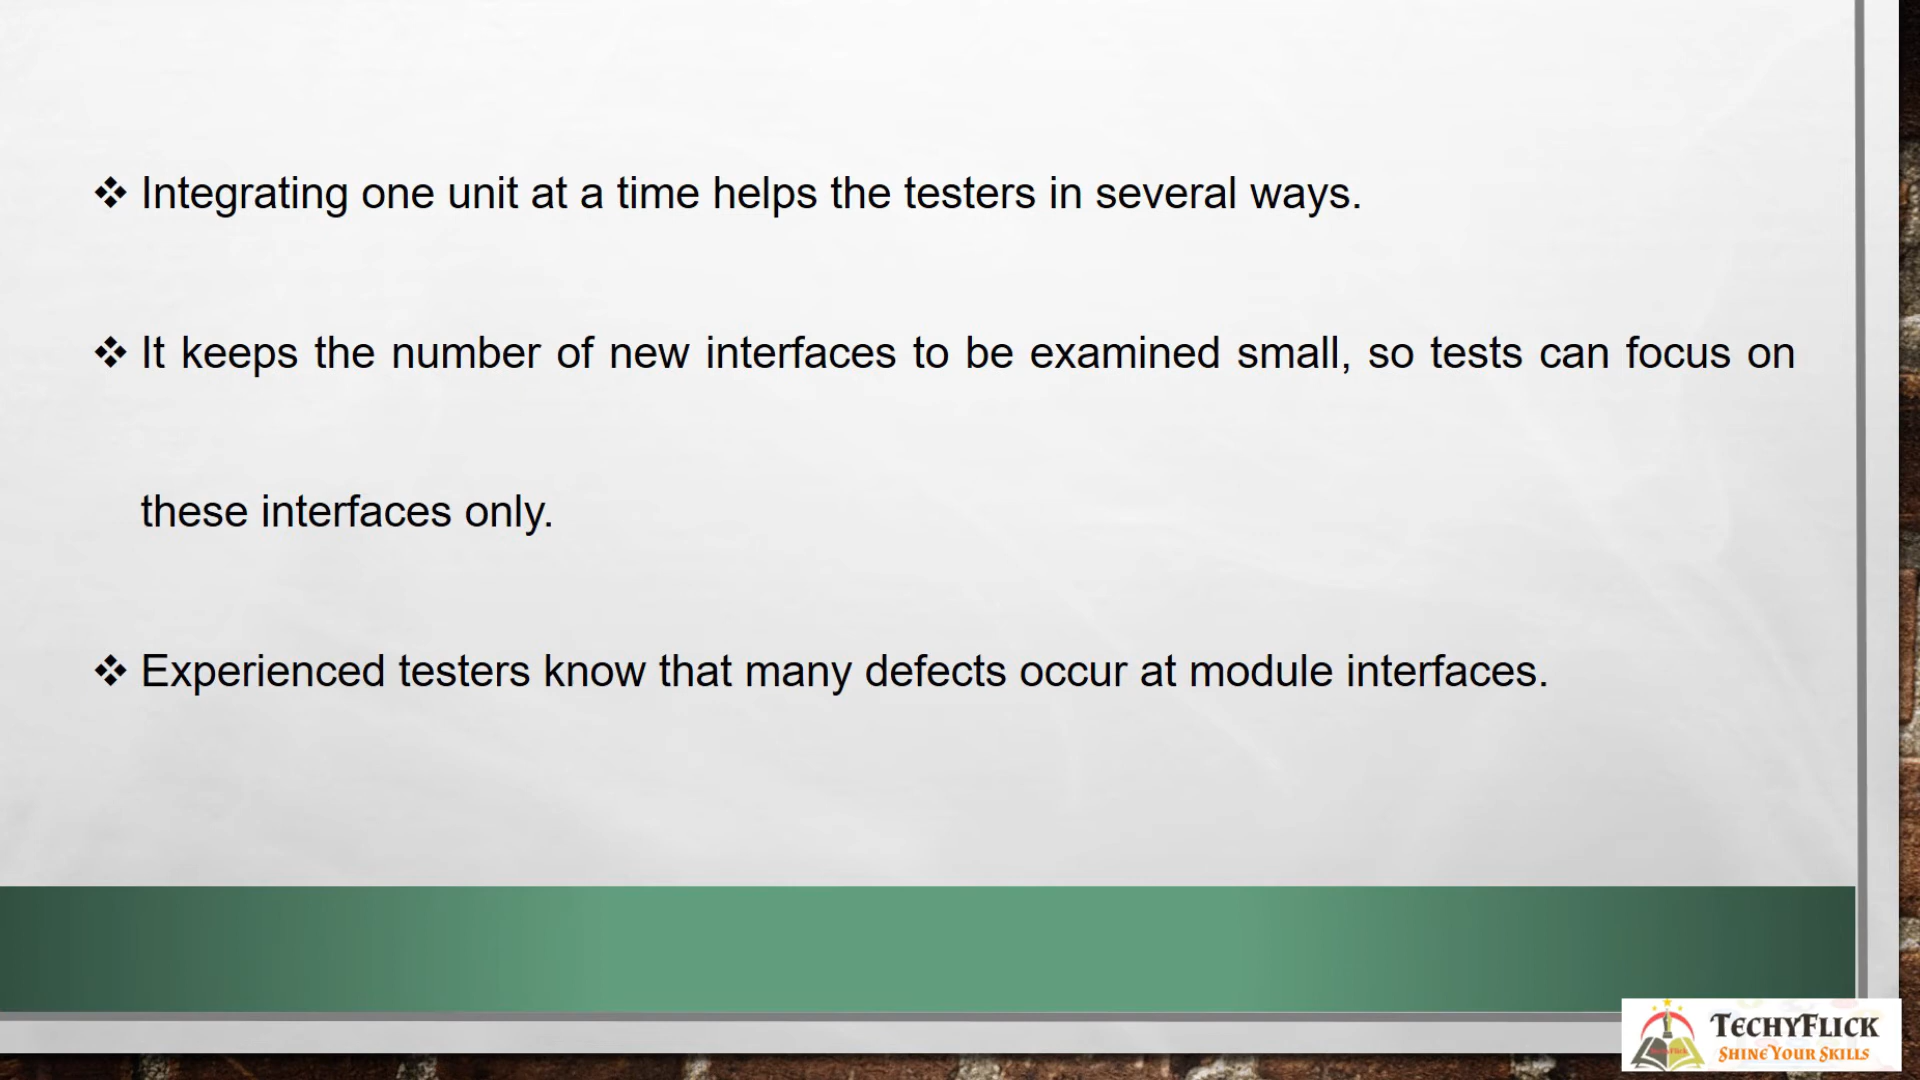 ❖ Integrating one unit at a time helps the testers in several ways.
❖ It keeps the number of new interfaces to be examined small, so tests can focus on
these interfaces only.
❖ Experienced testers know that many defects occur at module interfaces.
TECHYFLICK
SHINE YOUR SKILLS